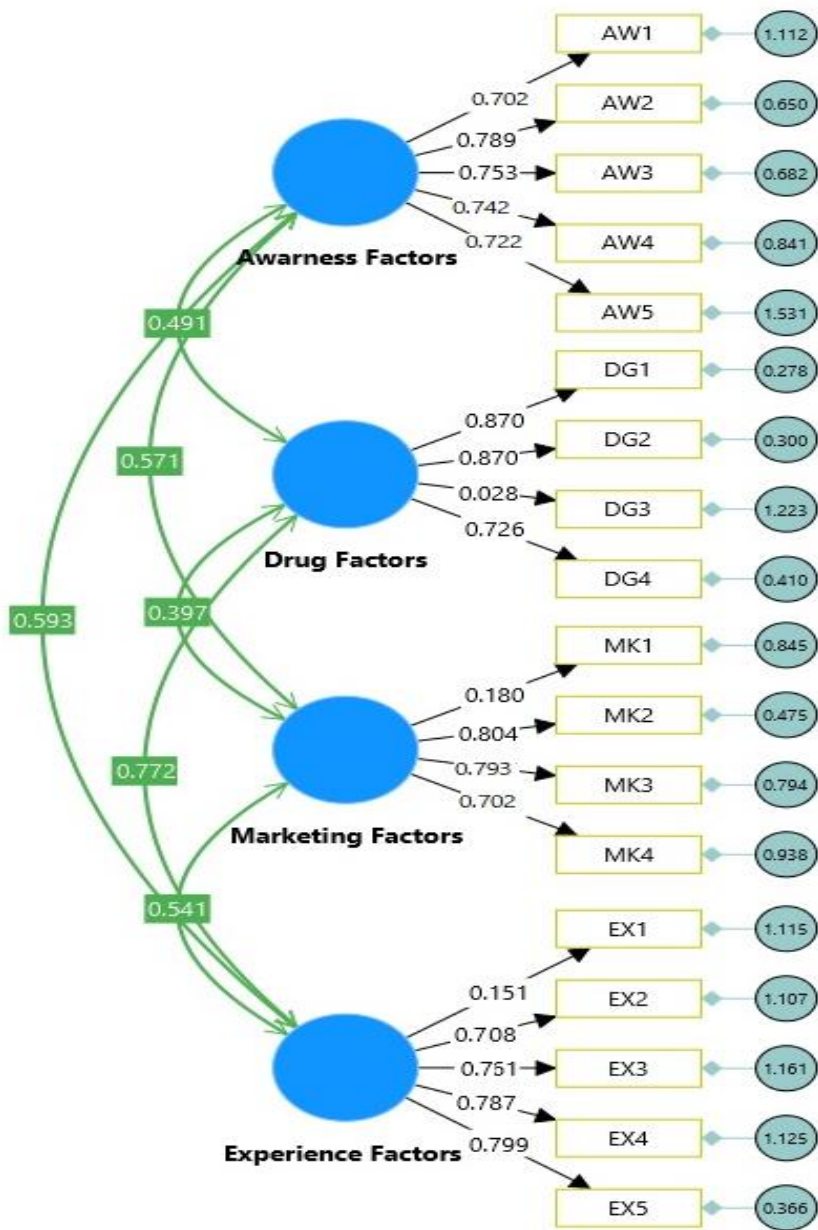 AW1
1.112
0.702
AW2
0.650
0.789
AW3
0.682
0.753
AW4
0.841
0.742
AW5
1.531
0.722
Awarness Factors
0.491
DG1
0.278
0.870
DG2
0.300
0.870
DG3
1.223
0.028
DG4
0.410
0.726
Drug Factors
0.571
0.593
0.397
MK1
0.845
0.180
MK2
0.475
0.804
MK3
0.794
0.793
MK4
0.938
0.702
Marketing Factors
0.772
0.541
EX1
1.115
0.151
EX2
1.107
0.708
EX3
1.161
0.751
EX4
1.125
0.787
EX5
0.366
0.799
Experience Factors